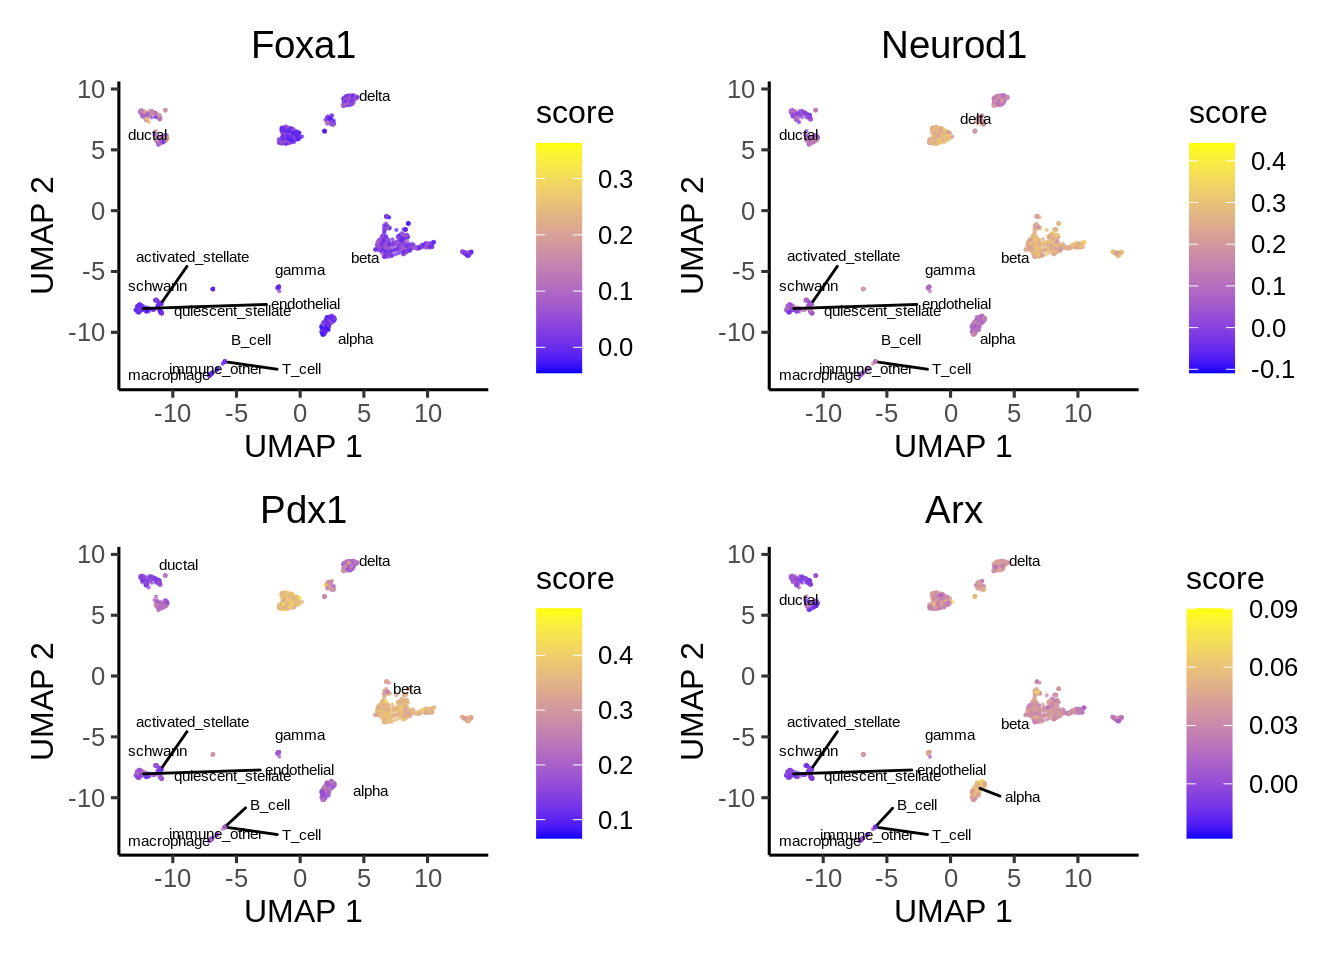 Foxa1
10
5
0
-5
-10
UMAP 2
delta
ductal
beta
activated_stellate
gamma
schwann
endothelial
quiescent_stellate
B_cell
alpha
immune_other
T_cell
macrophage
-10 -5 0 5 10
UMAP 1
score
0.3
0.2
0.1
0.0
Neurod1
10
5
0
-5
-10
UMAP 2
delta
ductal
beta
activated_stellate
gamma
schwann
endothelial
quiescent_stellate
B_cell
alpha
immune_other
T_cell
macrophage
-10 -5 0 5 10
UMAP 1
score
0.4
0.3
0.2
0.1
0.0
-0.1
Pdx1
10
5
0
-5
-10
UMAP 2
delta
ductal
beta
activated_stellate
gamma
schwann
endothelial
quiescent_stellate
alpha
B_cell
immune_other
T_cell
macrophage
-10 -5 0 5 10
UMAP 1
score
0.4
0.3
0.2
0.1
Arx
10
5
0
-5
-10
UMAP 2
delta
ductal
beta
activated_stellate
gamma
schwann
endothelial
quiescent_stellate
alpha
B_cell
immune_other
T_cell
macrophage
-10 -5 0 5 10
UMAP 1
score
0.09
0.06
0.03
0.00